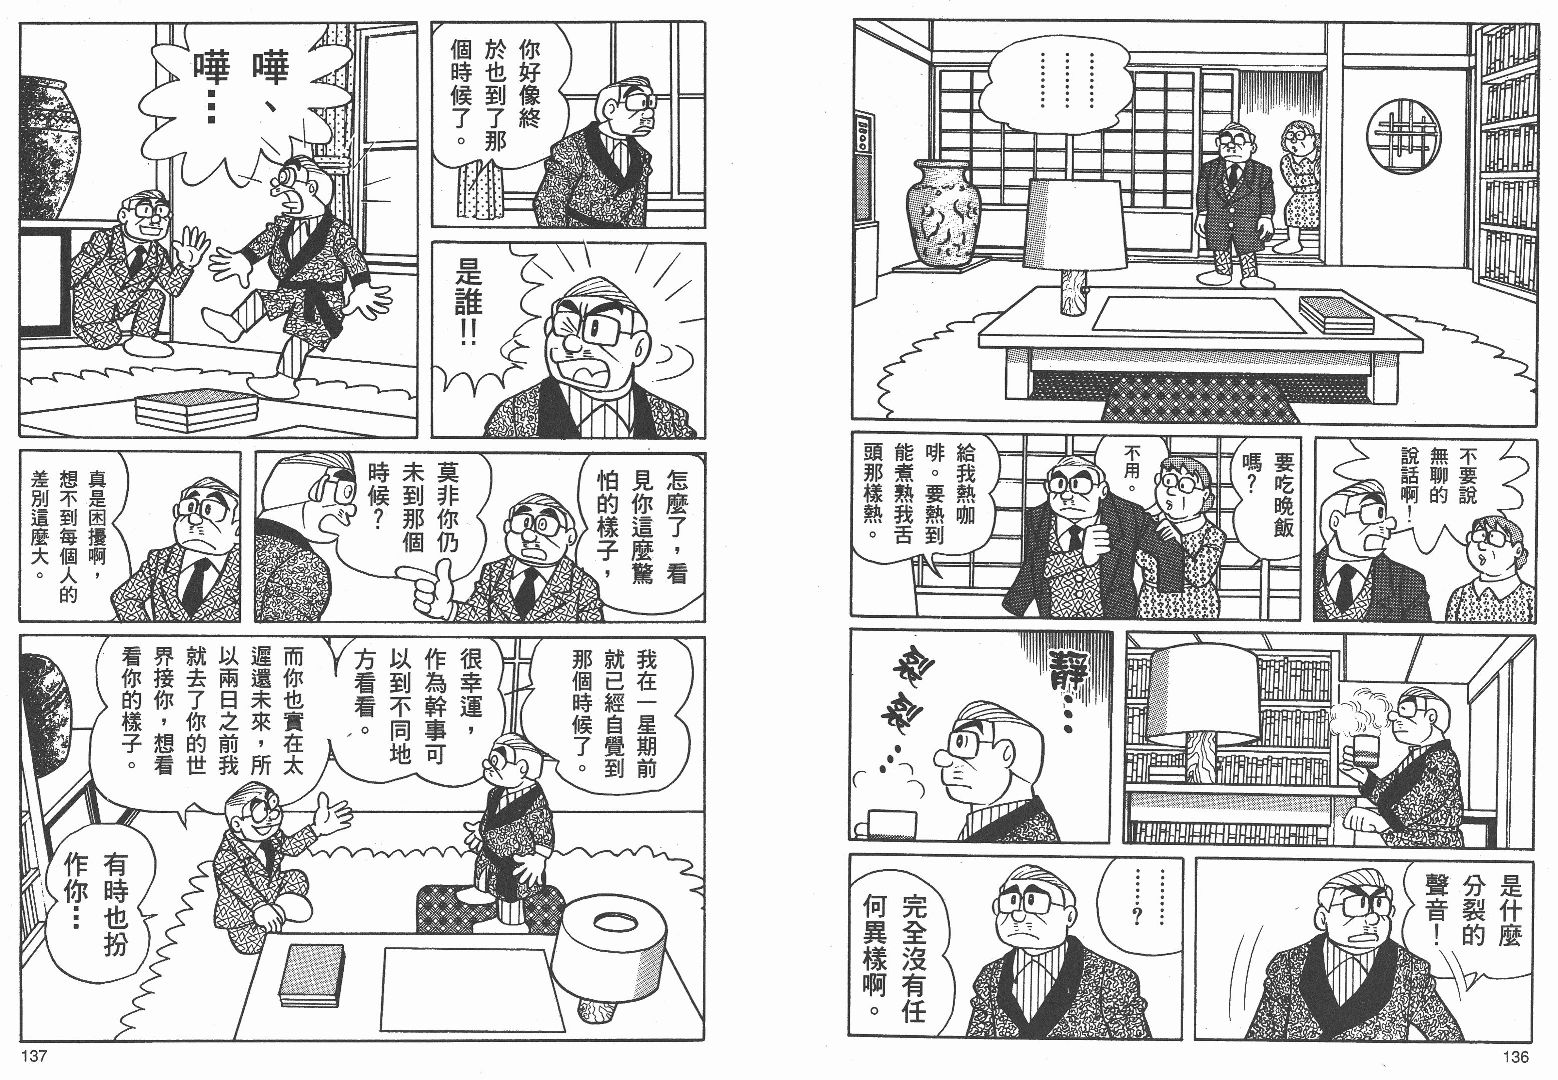 ………
………
………
不要說
無聊的
說話啊！
要吃晚飯
嗎？
不用。
給我熱咖
啡。要熱到
能煮熟我舌
頭那樣熱。
靜…
裂、
裂…
是什麼
分裂的
聲音！
………
……？
完全沒有任
何異樣啊。
136
你好像終
於也到了那
個時候了。
是誰!!
嘩、
嘩…
怎麼了，看
見你這麼驚
怕的樣子，
莫非你仍
未到那個
時候？
真是困擾啊，
想不到每個人的
差別這麼大。
我在一星期前
就已經自覺到
那個時候了。
很幸運，
作為幹事可
以到不同地
方看看。
而你也實在太
遲還未來，所
以兩日之前我
就去了你的世
界接你，想看
看你的樣子。
有時也扮
作你…
137